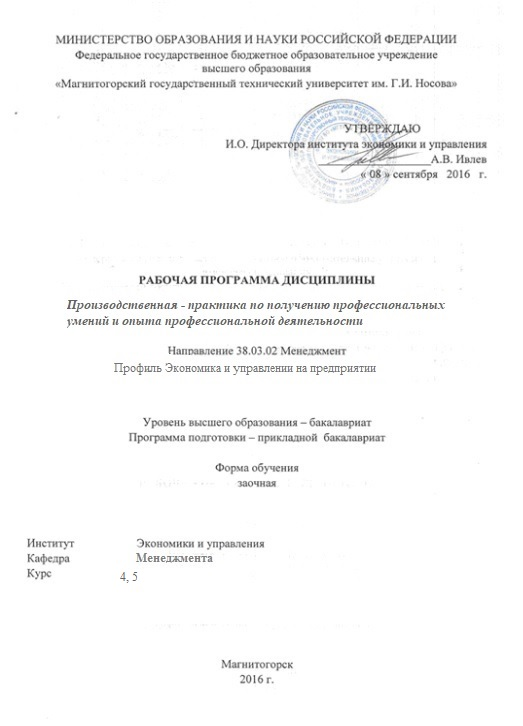 МИНИСТЕРСТВО ОБРАЗОВАНИЯ И НАУКИ РОССИЙСКОЙ ФЕДЕРАЦИИ
Федеральное государственное бюджетное образовательное учреждение
высшего образования
«Магнитогорский государственный технический университет им. Г.И. Носова»
УТВЕРЖДАЮ
И.О. Директора института экономики и управления
А.В. Ивлев
« 08 » сентября 2016 г.
РАБОЧАЯ ПРОГРАММА ДИСЦИПЛИНЫ
Производственная - практика по получению профессиональных
умений и опыта профессиональной деятельности
Направление 38.03.02 Менеджмент
Профиль Экономика и управлении на предприятии
Уровень высшего образования – бакалавриат
Программа подготовки – прикладной бакалавриат
Форма обучения
заочная
Институт Экономики и управления
Кафедра Менеджмента
Курс 4, 5
Магнитогорск
2016 г.